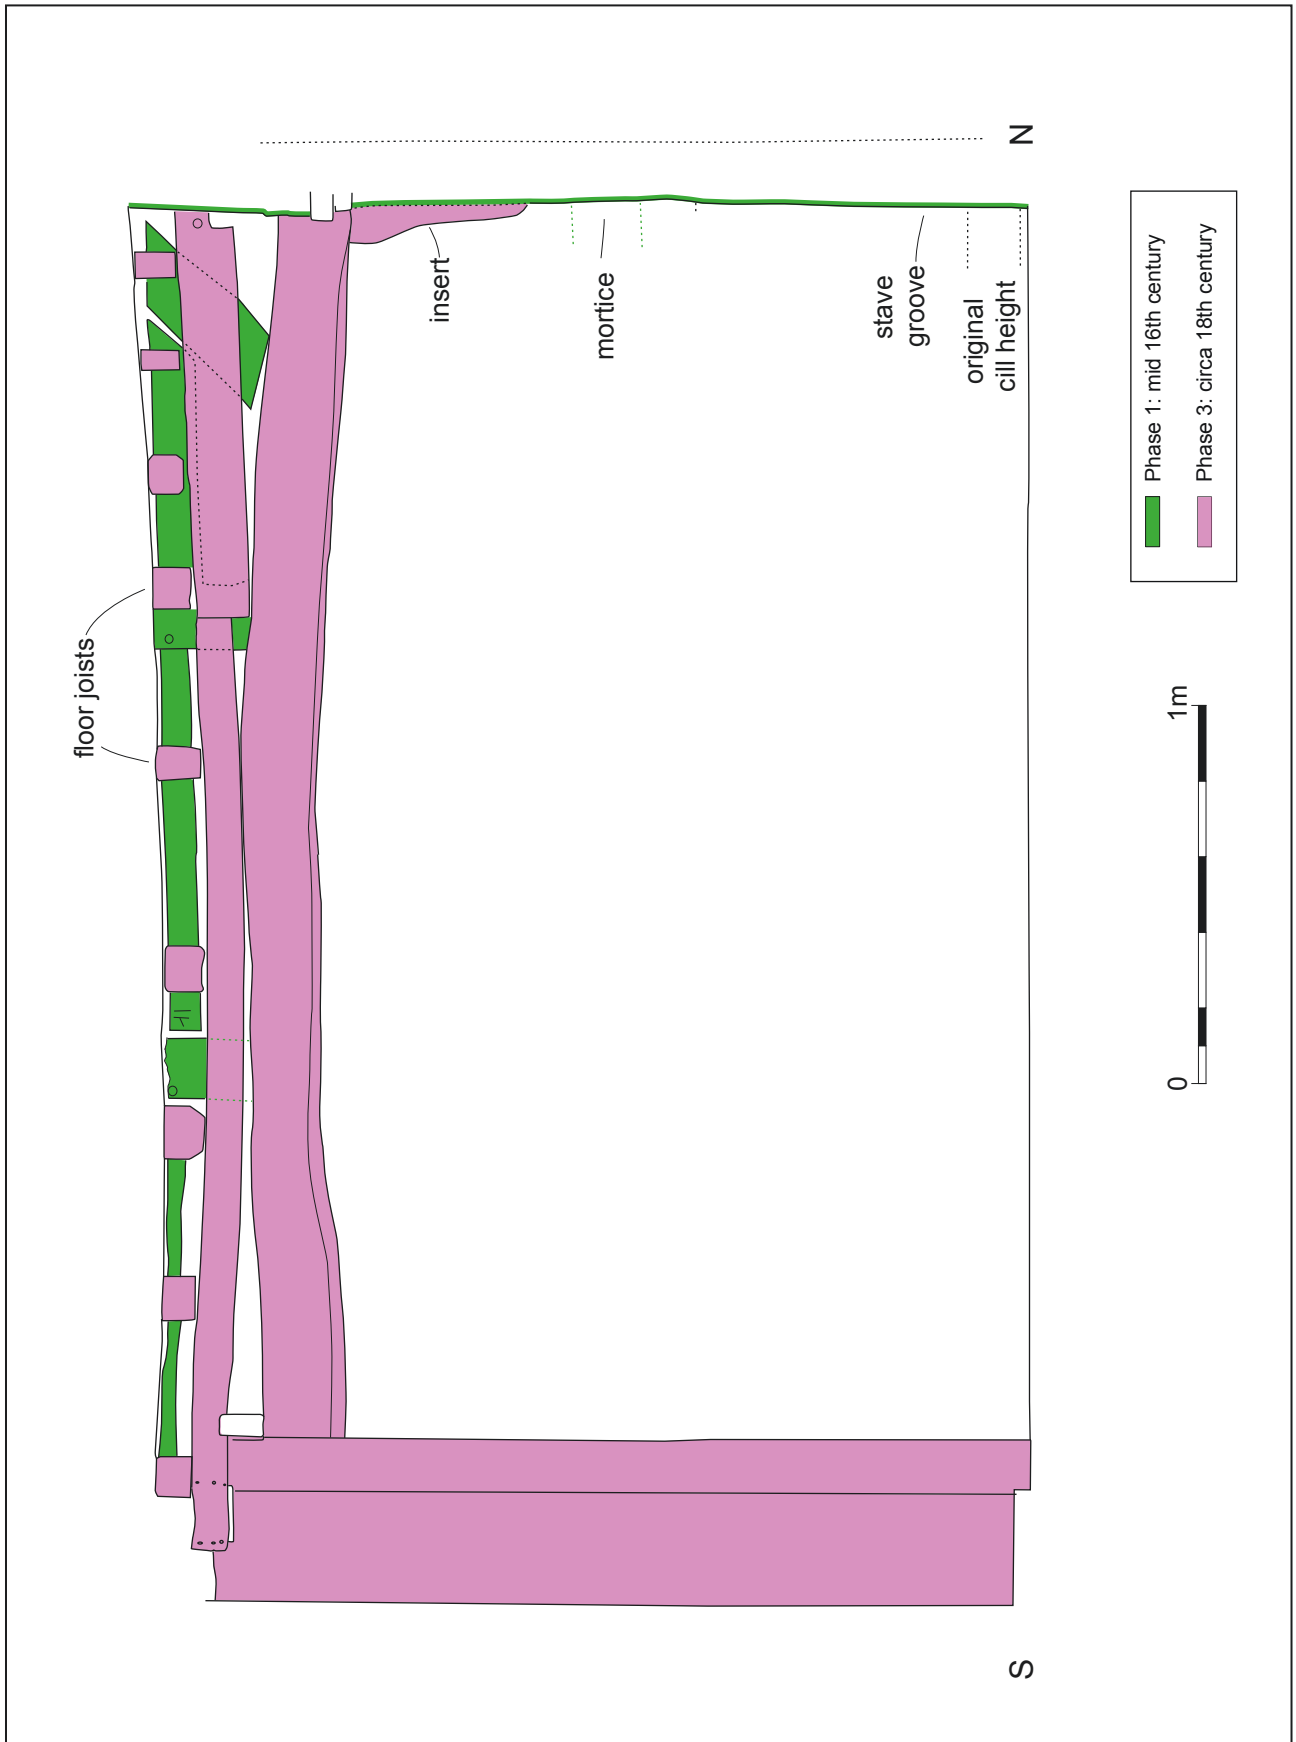 floor joists
insert
mortice
stave
groove
original
cill height
S
N
0
1m
Phase 1: mid 16th century
Phase 3: circa 18th century